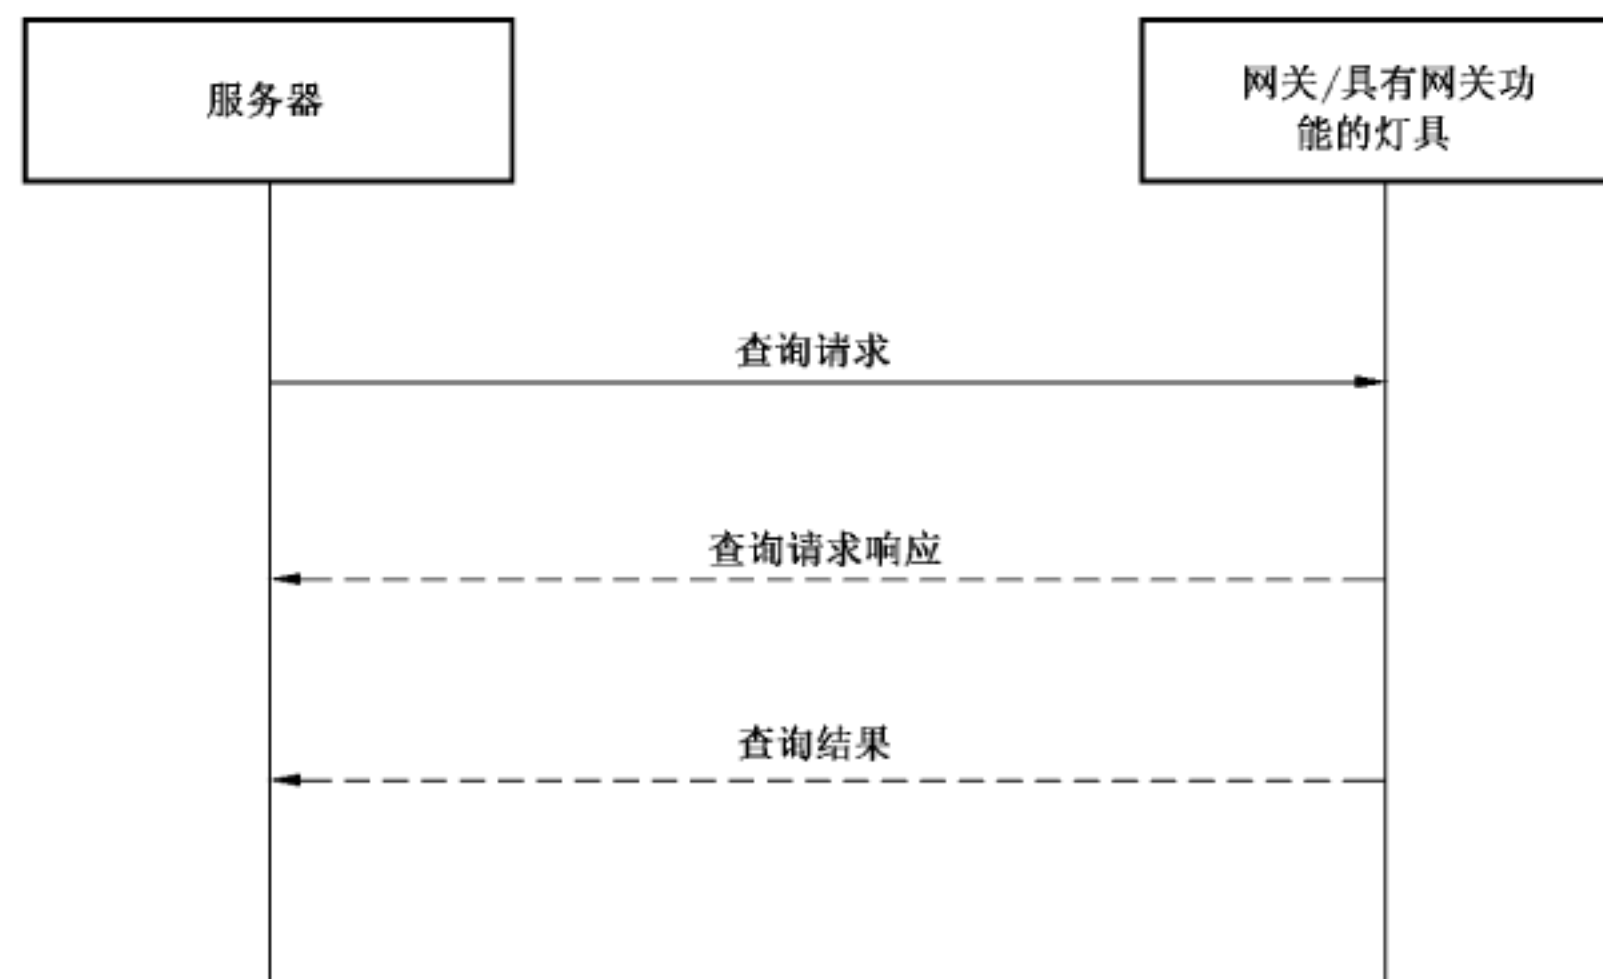 服务器
网关/具有网关功
能的灯具
查询请求
查询请求响应
查询结果